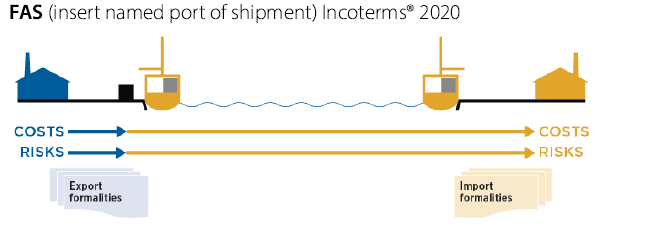 FAS (insert named port of shipment) Incoterms® 2020
COSTS COSTS
RISKS RISKS
Export
formalities
Import
formalities